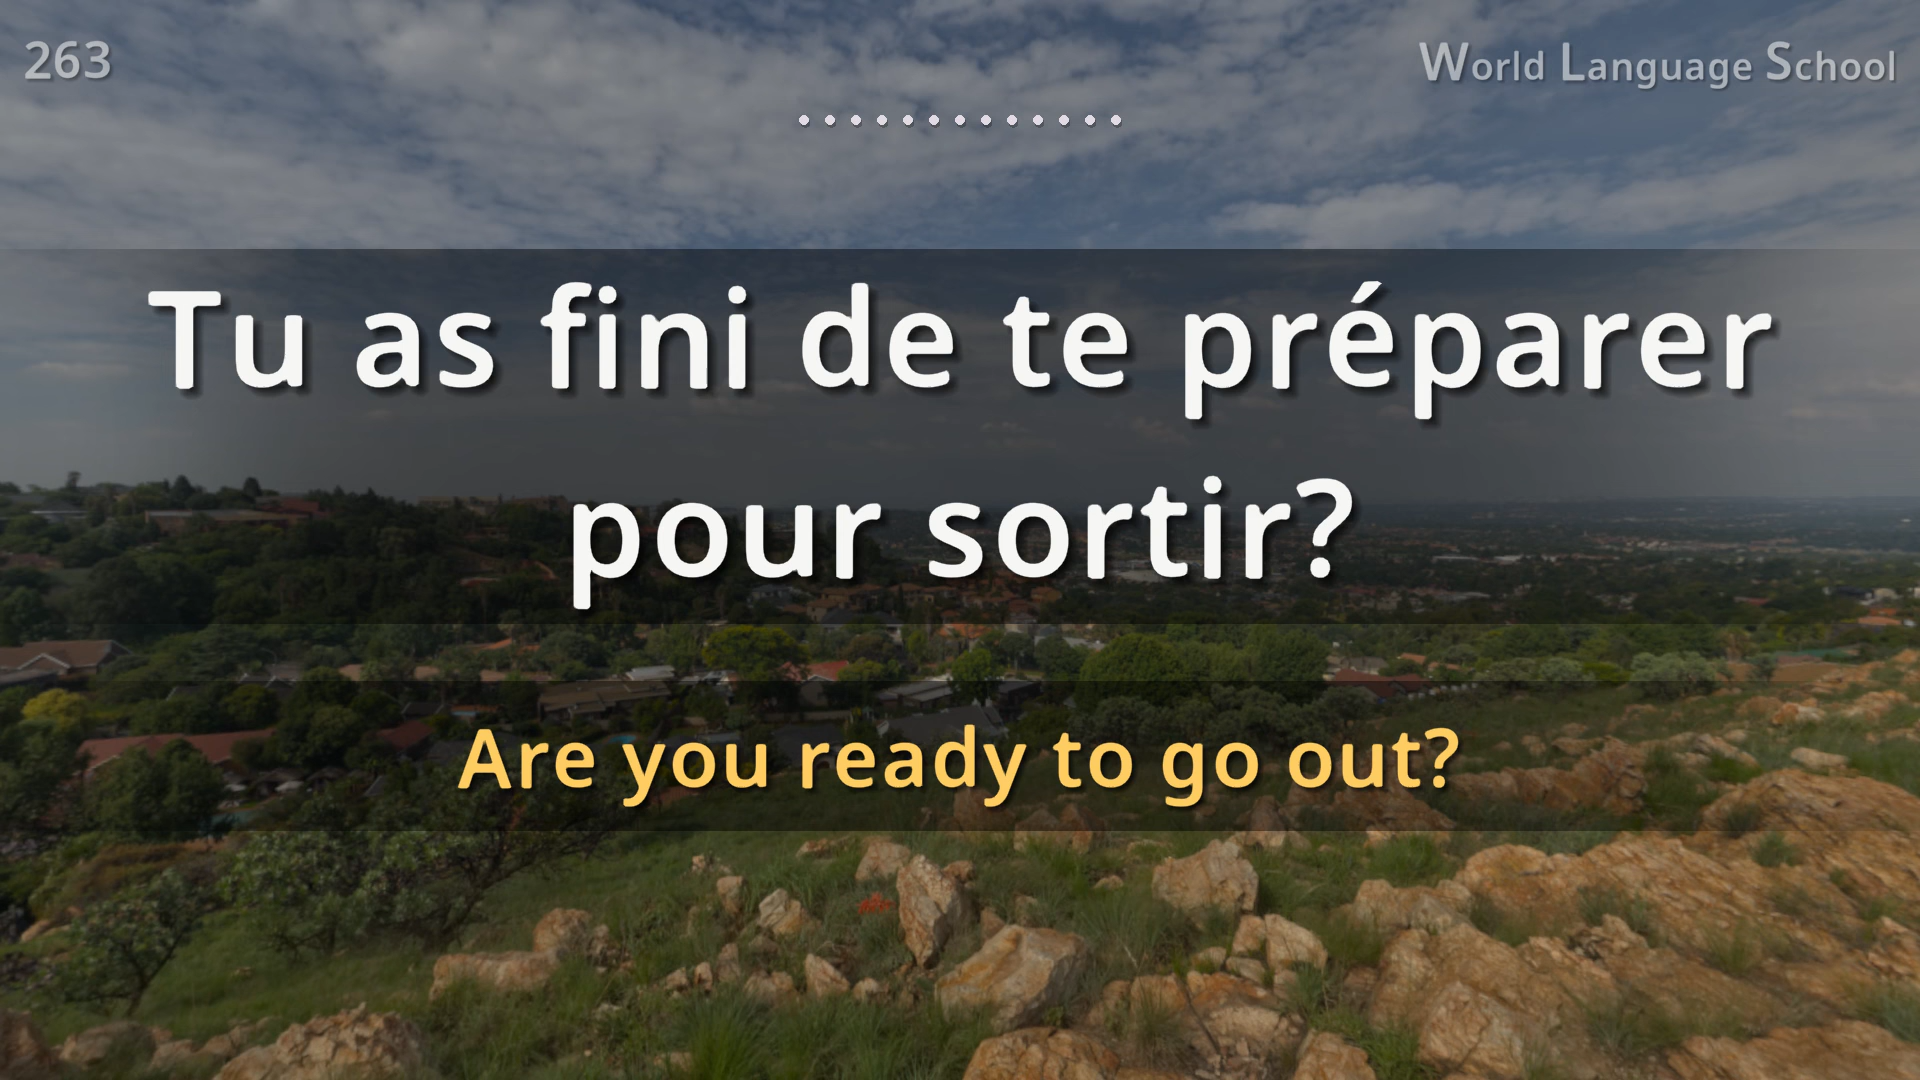 263
World Language School
Tu as fini de te préparer
pour sortir?
Are you ready to go out?